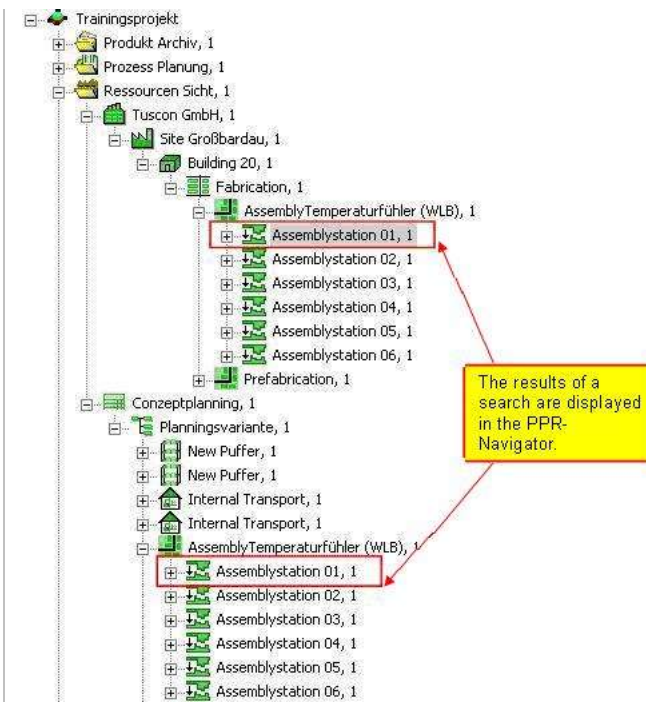 Trainingsprojekt
Produkt Archiv, 1
Prozess Planung, 1
Ressourcen Sicht, 1
Tuscon GmbH, 1
Site Großbardau, 1
Building 20, 1
Fabrication, 1
AssemblyTemperaturfühler (WLB), 1
Assemblystation 01, 1
Assemblystation 02, 1
Assemblystation 03, 1
Assemblystation 04, 1
Assemblystation 05, 1
Assemblystation 06, 1
Prefabrication, 1
Conzeptplanning, 1
Planningsvariante, 1
New Puffer, 1
New Puffer, 1
Internal Transport, 1
Internal Transport, 1
AssemblyTemperaturfühler (WLB), 1
Assemblystation 01, 1
Assemblystation 02, 1
Assemblystation 03, 1
Assemblystation 04, 1
Assemblystation 05, 1
Assemblystation 06, 1
The results of a
search are displayed
in the PPR-
Navigator.